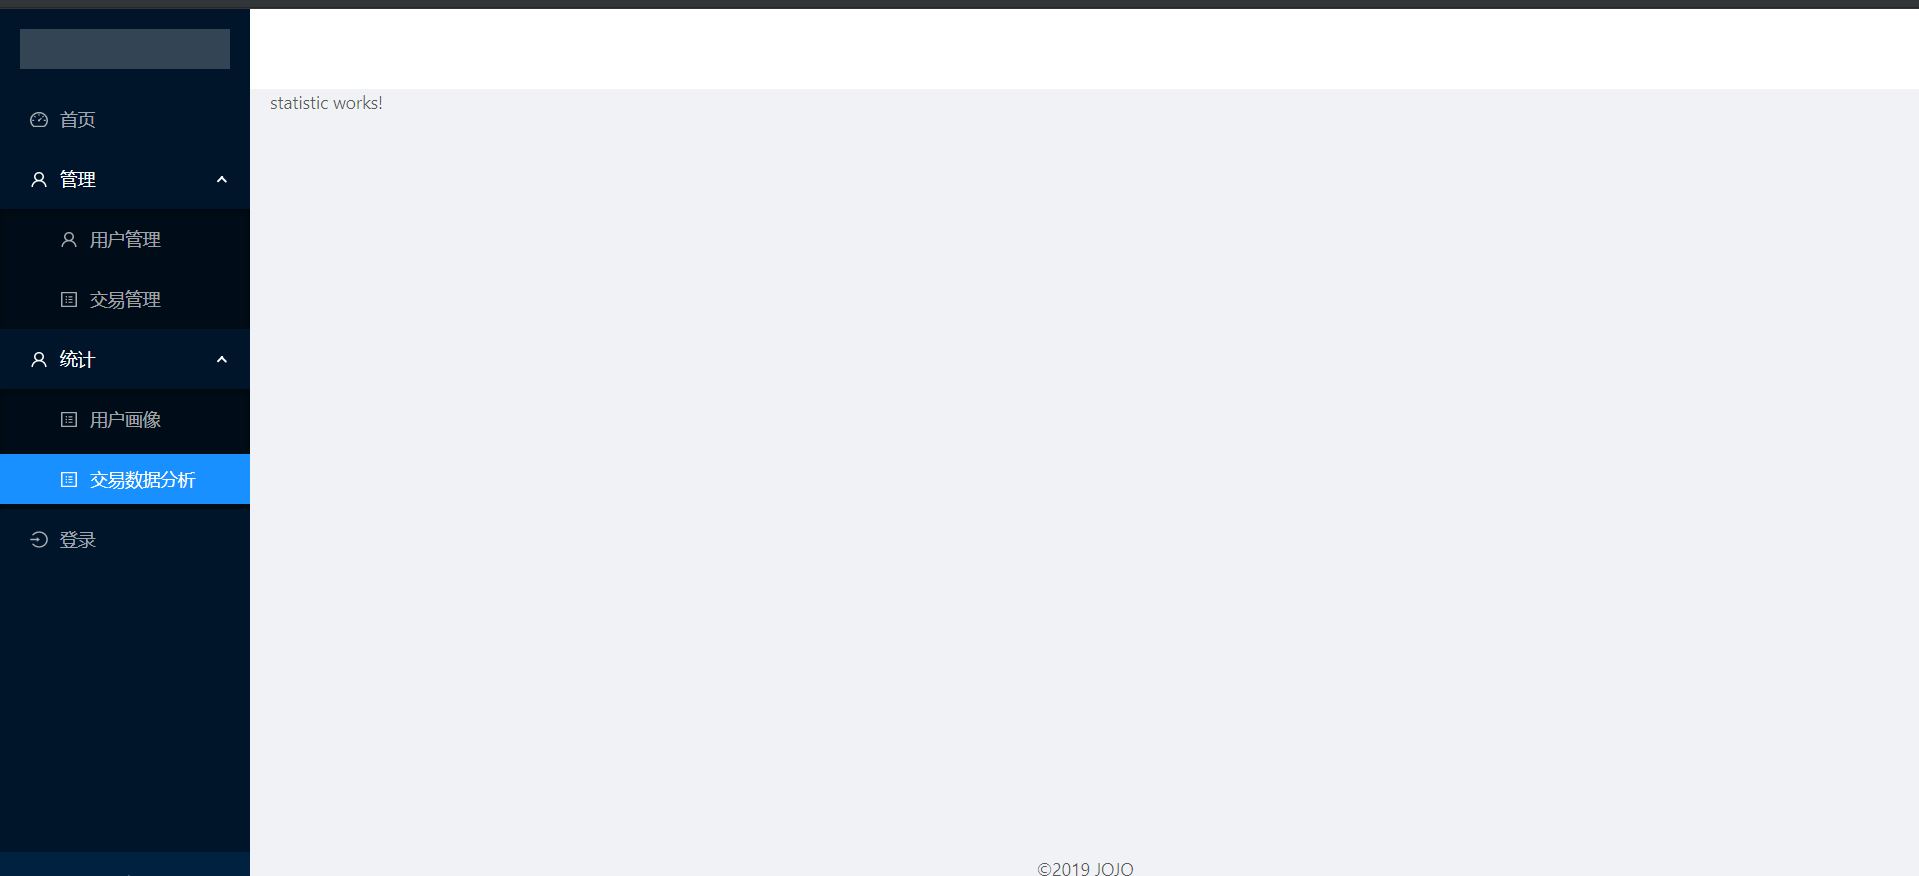 首页
管理
用户管理
交易管理
统计
用户画像
交易数据分析
登录
statistic works!
©2019 JOJO